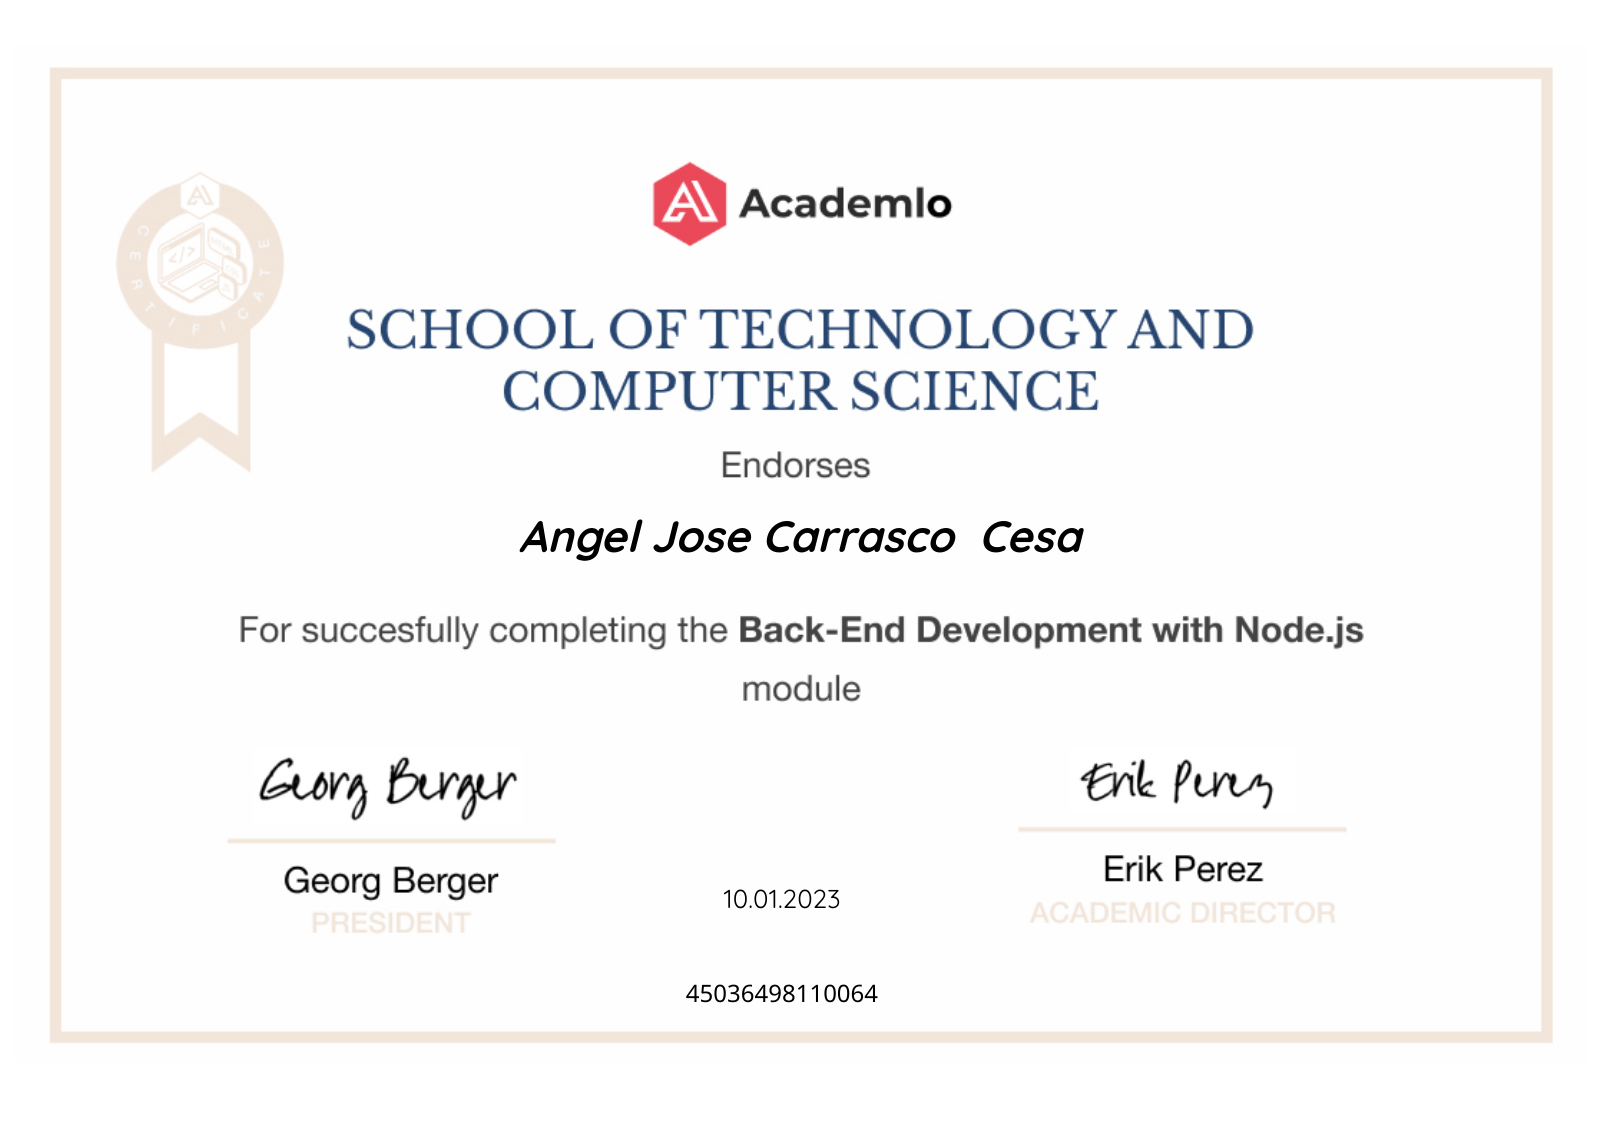 Academlo
CERTIFICATE
SCHOOL OF TECHNOLOGY AND
COMPUTER SCIENCE
Endorses
Angel Jose Carrasco  Cesa
For succesfully completing the Back-End Development with Node.js
module
Georg Berger
Erik Perez
Georg Berger
Erik Perez
PRESIDENT
10.01.2023
ACADEMIC DIRECTOR
45036498110064